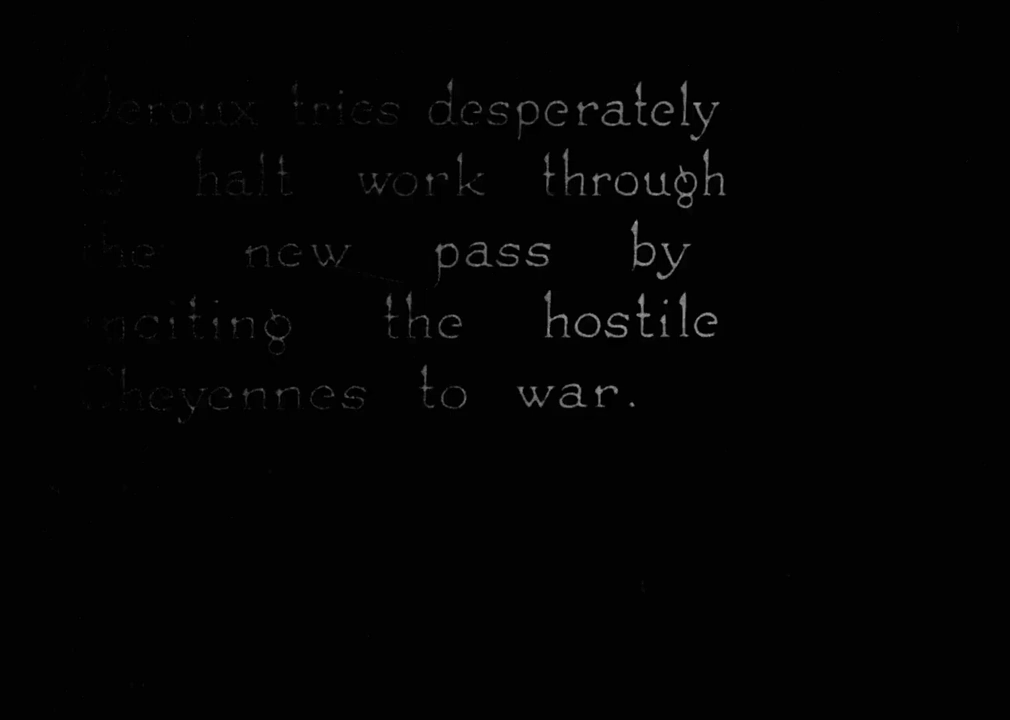 Deroux tries desperately
to halt work through
the new pass by
inciting the hostile
Cheyennes to war.